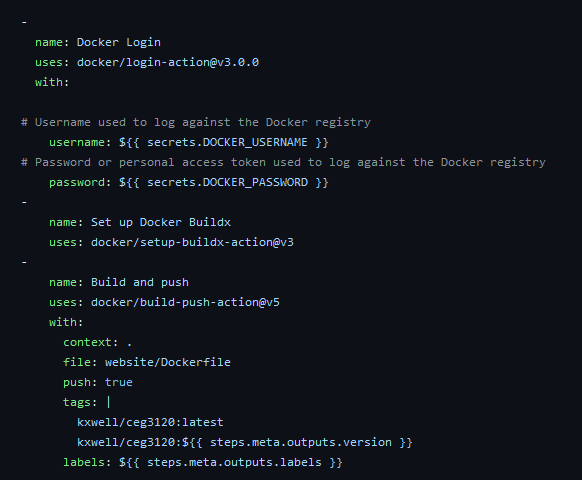 -
  name: Docker Login
  uses: docker/login-action@v3.0.0
  with:
# Username used to log against the Docker registry
    username: ${{ secrets.DOCKER_USERNAME }}
# Password or personal access token used to log against the Docker registry
    password: ${{ secrets.DOCKER_PASSWORD }}
-
    name: Set up Docker Buildx
    uses: docker/setup-buildx-action@v3
-
    name: Build and push
    uses: docker/build-push-action@v5
    with:
      context: .
      file: website/Dockerfile
      push: true
      tags: |
        kxwell/ceg3120:latest
        kxwell/ceg3120:${{ steps.meta.outputs.version }}
      labels: ${{ steps.meta.outputs.labels }}